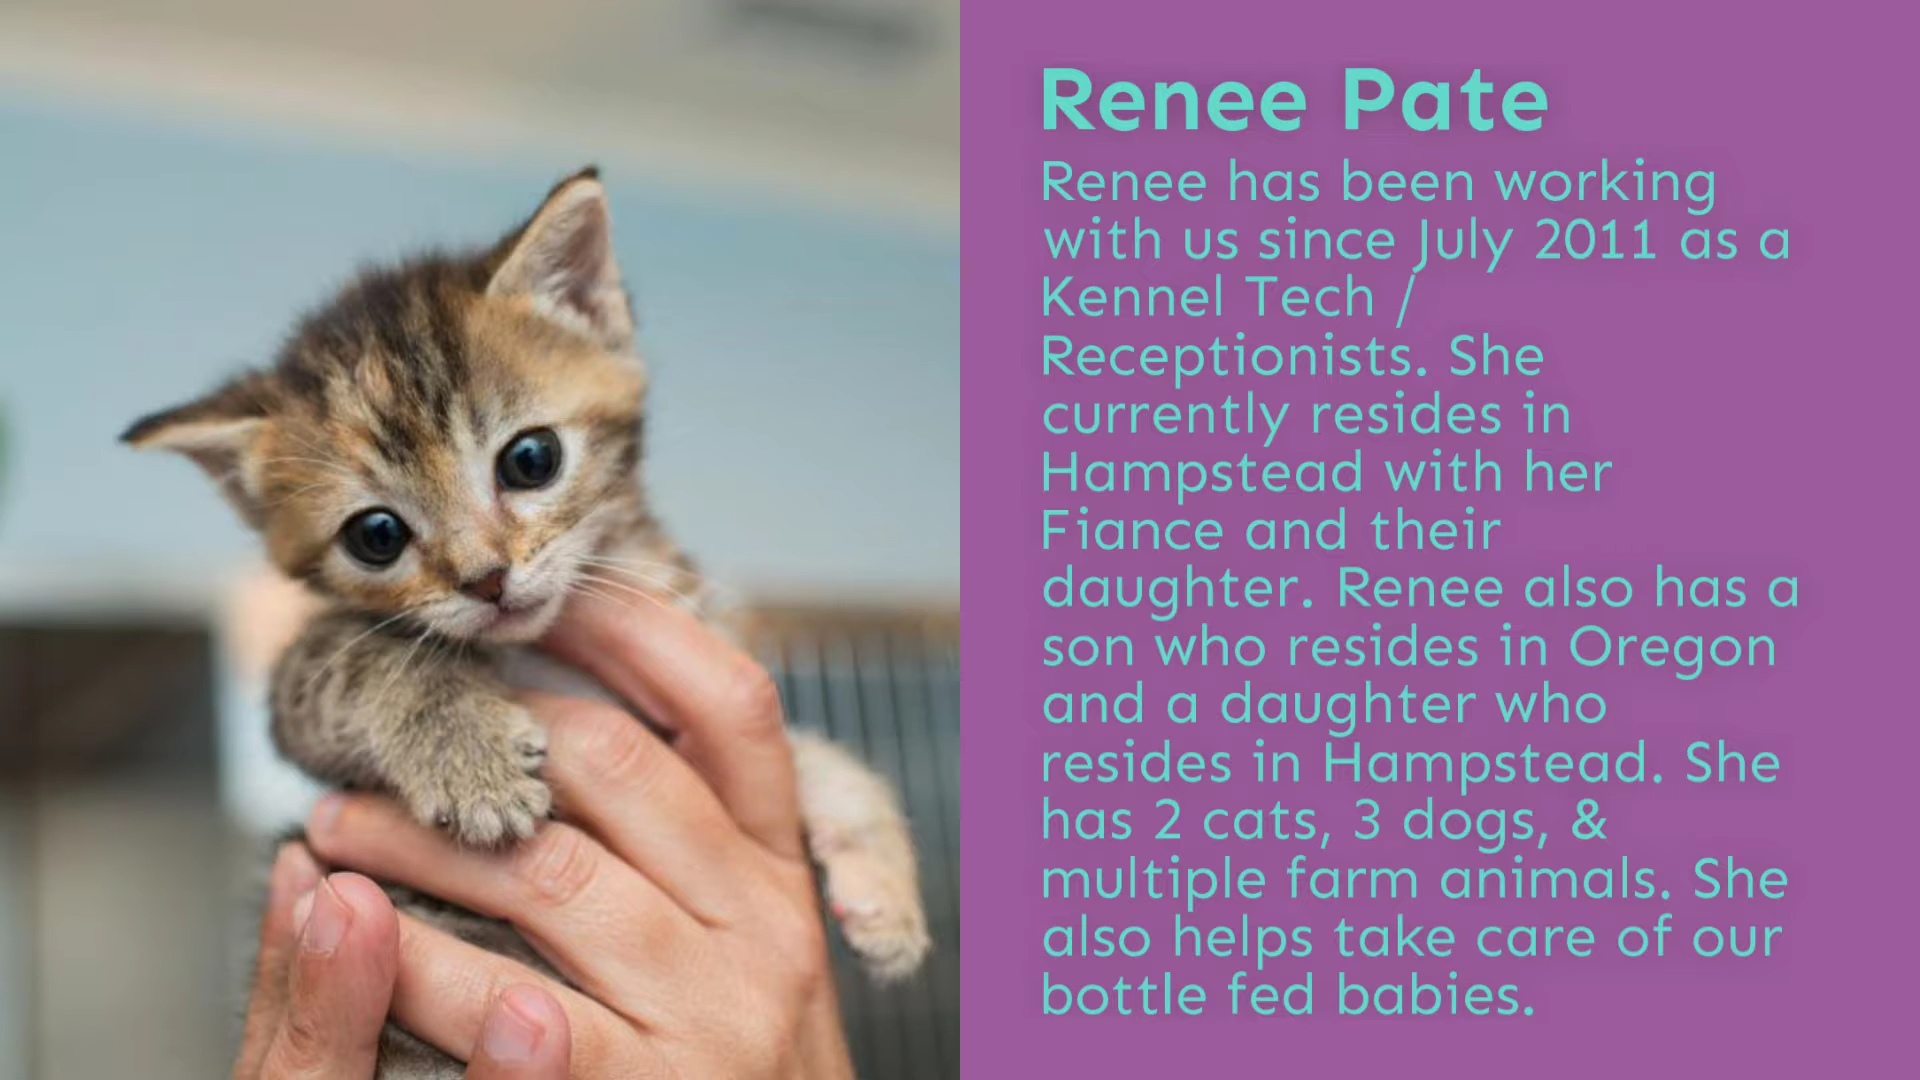 Renee Pate
Renee has been working
with us since July 2011 as a
Kennel Tech /
Receptionists. She
currently resides in
Hampstead with her
Fiance and their
daughter. Renee also has a
son who resides in Oregon
and a daughter who
resides in Hampstead. She
has 2 cats, 3 dogs, &
multiple farm animals. She
also helps take care of our
bottle fed babies.